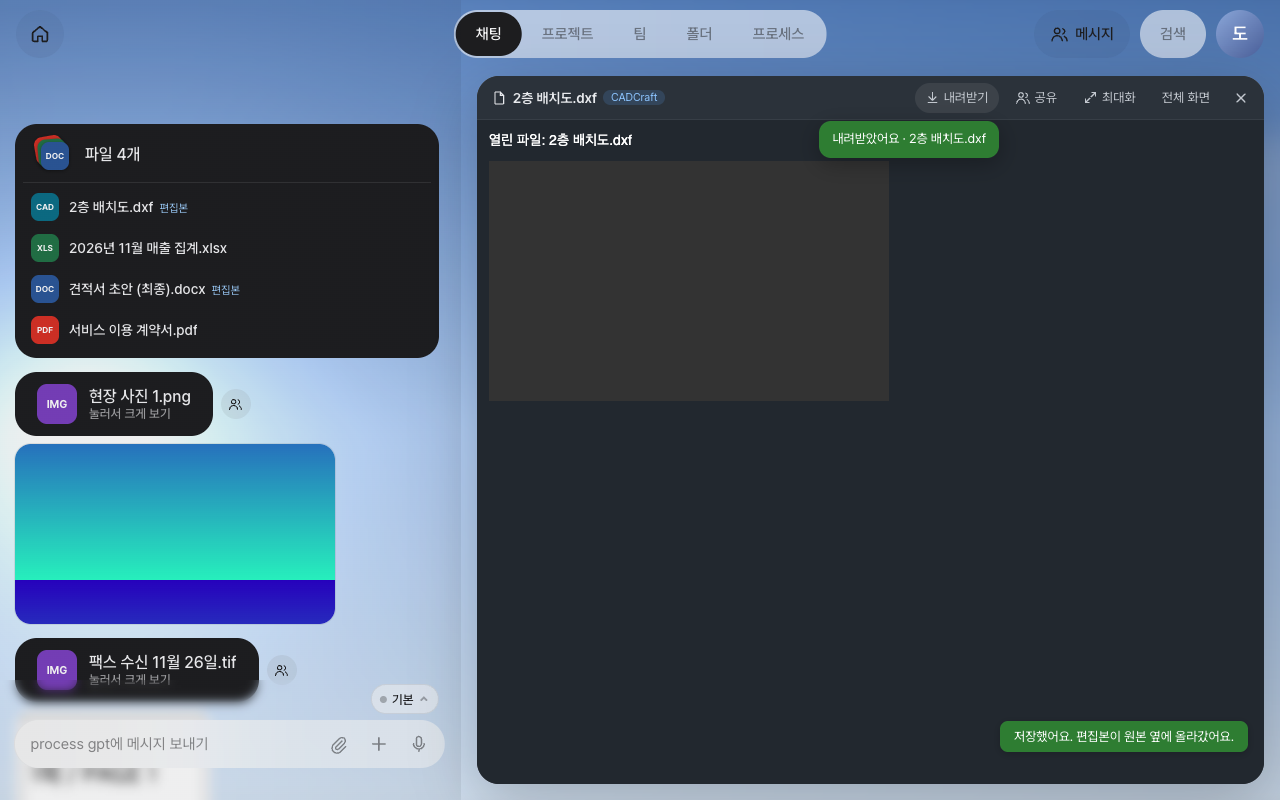 채팅
프로젝트
팀
폴더
프로세스
메시지
검색
도
DOC
파일 4개
CAD
2층 배치도.dxf 편집본
XLS
2026년 11월 매출 집계.xlsx
DOC
견적서 초안 (최종).docx 편집본
PDF
서비스 이용 계약서.pdf
IMG
현장 사진 1.png
눌러서 크게 보기
IMG
팩스 수신 11월 26일.tif
눌러서 크게 보기
기본
process gpt에 메시지 보내기
2층 배치도.dxf CADCraft
내려받기
공유
최대화
전체 화면
열린 파일: 2층 배치도.dxf
내려받았어요 · 2층 배치도.dxf
저장했어요. 편집본이 원본 옆에 올라갔어요.